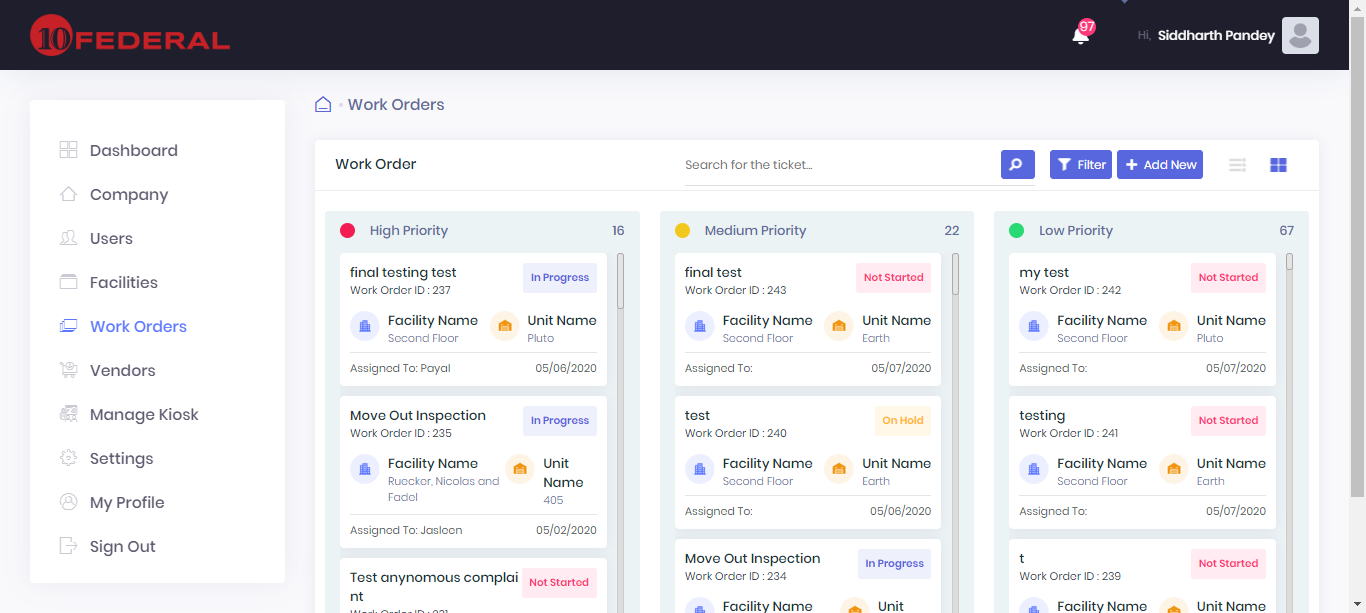 10 FEDERAL
97
Hi, Siddharth Pandey
Dashboard
Company
Users
Facilities
Work Orders
Vendors
Manage Kiosk
Settings
My Profile
Sign Out
Work Orders
Work Order
Search for the ticket...
Filter
Add New
High Priority 16
final testing test
In Progress
Work Order ID : 237
Facility Name
Second Floor
Unit Name
Pluto
Assigned To: Payal 05/06/2020
Move Out Inspection
In Progress
Work Order ID : 235
Facility Name
Ruecker, Nicolas and
Fadel
Unit
Name
405
Assigned To: Jasleen 05/02/2020
Test anynomous complai
nt
Not Started
Medium Priority 22
final test
Not Started
Work Order ID : 243
Facility Name
Second Floor
Unit Name
Earth
Assigned To: 05/07/2020
test
On Hold
Work Order ID : 240
Facility Name
Second Floor
Unit Name
Earth
Assigned To: 05/06/2020
Move Out Inspection
In Progress
Work Order ID : 234
Facility Name
Unit
Low Priority 67
my test
Not Started
Work Order ID : 242
Facility Name
Second Floor
Unit Name
Pluto
Assigned To: 05/07/2020
testing
Not Started
Work Order ID : 241
Facility Name
Second Floor
Unit Name
Earth
Assigned To: 05/07/2020
t
Not Started
Work Order ID : 239
Facility Name
Unit Name